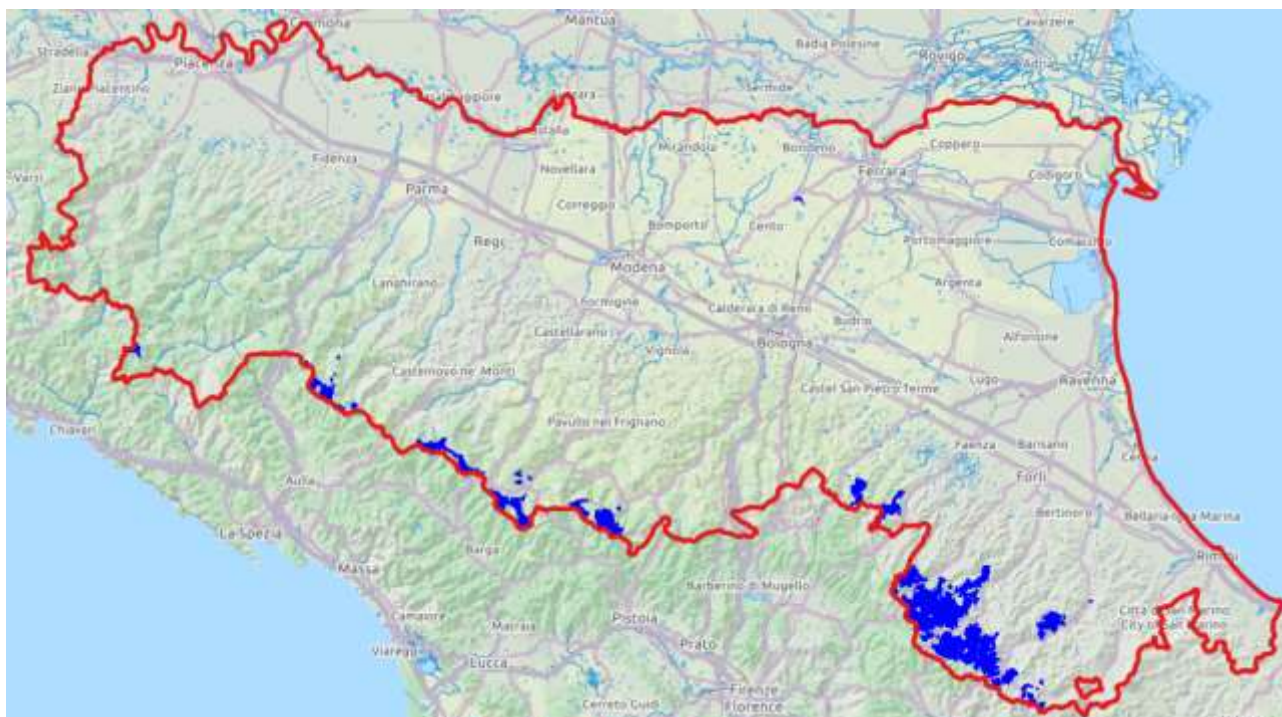 Cremona
Mantua
Cavarzere
Stradella
Badia Polesine
Rovigo
Piacenza
Adria
Sermide
Mirandola
Bondeno
Copparo
Fidenza
Novellara
Ferrara
Codigoro
Varsi
Parma
Correggio
Bomporto
Cento
Portomaggiore
Comacchio
Modena
Langhirano
Argenta
Formigine
Calderara di Reno
Budrio
Castellarano
Bologna
Alfonsine
Vignola
Castelnovo ne' Monti
Castel San Pietro Terme
Lugo
Ravenna
Pavullo nel Frignano
Chiavari
Faenza
Cervia
Forlì
Aulla
Bertinoro
Bellaria-Igea Marina
La Spezia
Barga
Rimini
Massa
Barberino di Mugello
Camaiore
Pistoia
Città di San Marino
City of San Marino
Viareggio
Prato
Lucca
Firenze
Cerreto Guidi
Florence